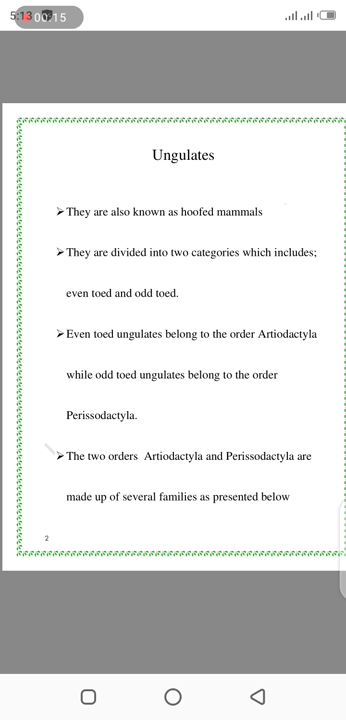 5:13
00:15
Ungulates
➢ They are also known as hoofed mammals
➢ They are divided into two categories which includes;
even toed and odd toed.
➢ Even toed ungulates belong to the order Artiodactyla
while odd toed ungulates belong to the order
Perissodactyla.
➢ The two orders Artiodactyla and Perissodactyla are
made up of several families as presented below
2